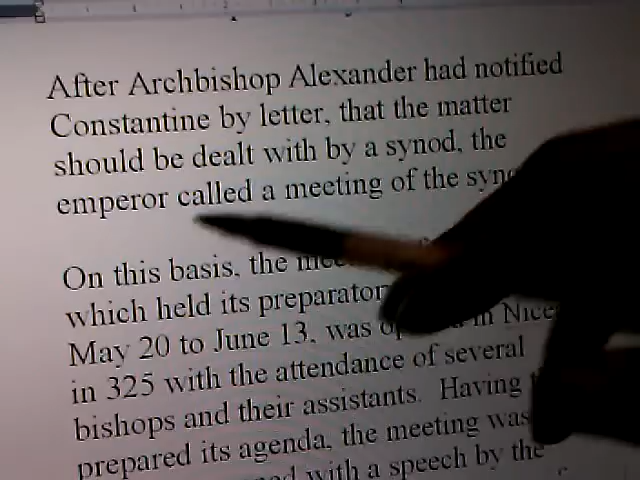 After Archbishop Alexander had notified
Constantine by letter, that the matter
should be dealt with by a synod, the
emperor called a meeting of the
On this basis, the
which held its
May 20 to June 13, was in
in 325 with the attendance of several
bishops and their assistants. Having
prepared its agenda, the meeting was
with a speech by the